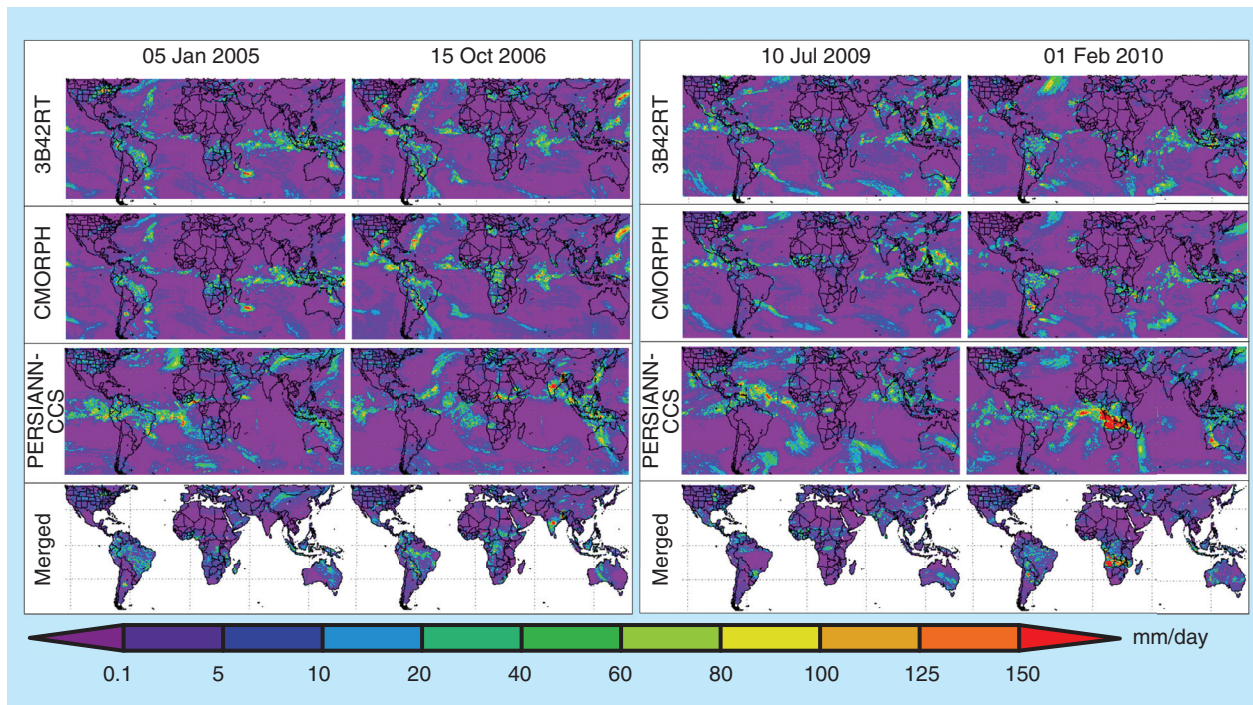 05 Jan 2005
15 Oct 2006
10 Jul 2009
01 Feb 2010
3B42RT
3B42RT
CMORPH
CMORPH
PERSIANN-
CCS
PERSIANN-
CCS
Merged
Merged
mm/day
0.1 5 10 20 40 60 80 100 125 150